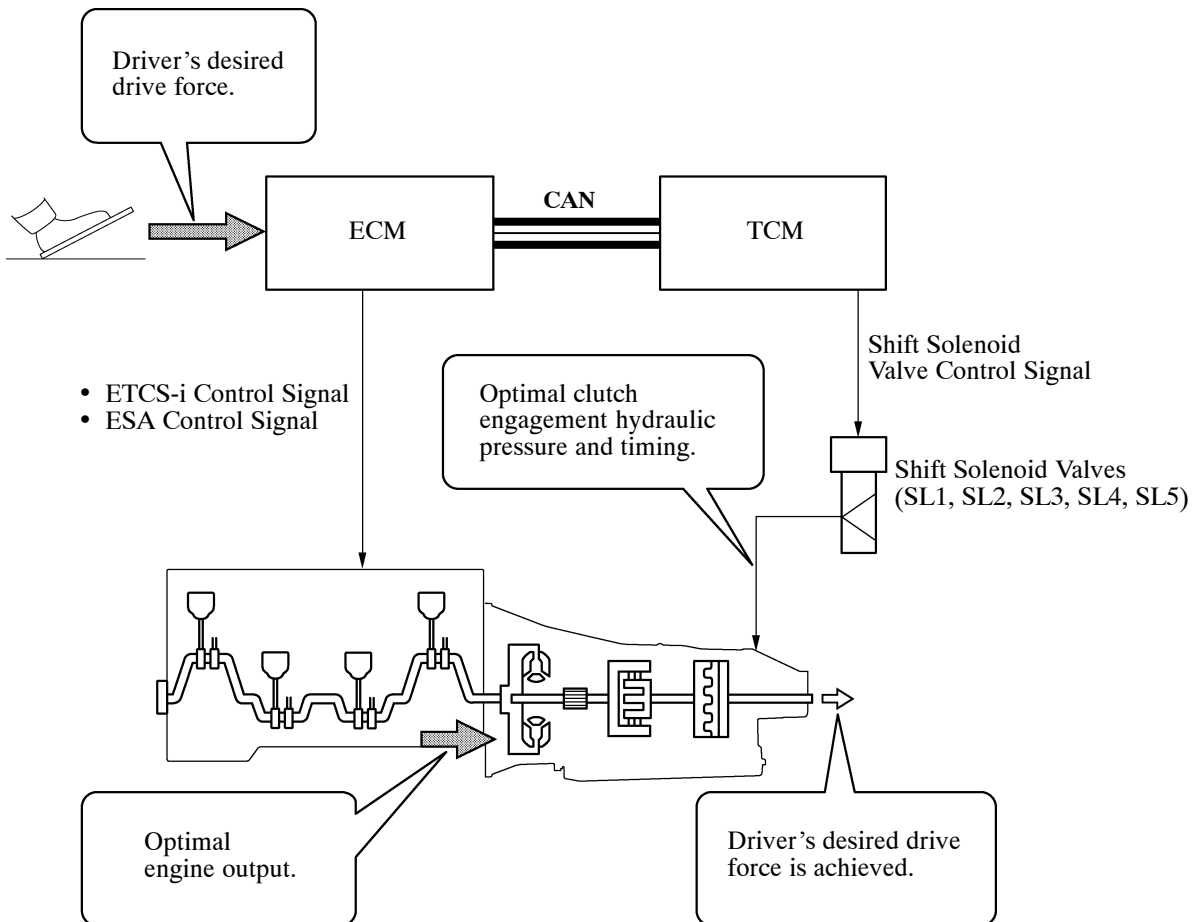 Driver’s desired
drive force.
CAN
ECM
TCM
Shift Solenoid
Valve Control Signal
• ETCS-i Control Signal
• ESA Control Signal
Optimal clutch
engagement hydraulic
pressure and timing.
Shift Solenoid Valves
(SL1, SL2, SL3, SL4, SL5)
Optimal
engine output.
Driver’s desired drive
force is achieved.